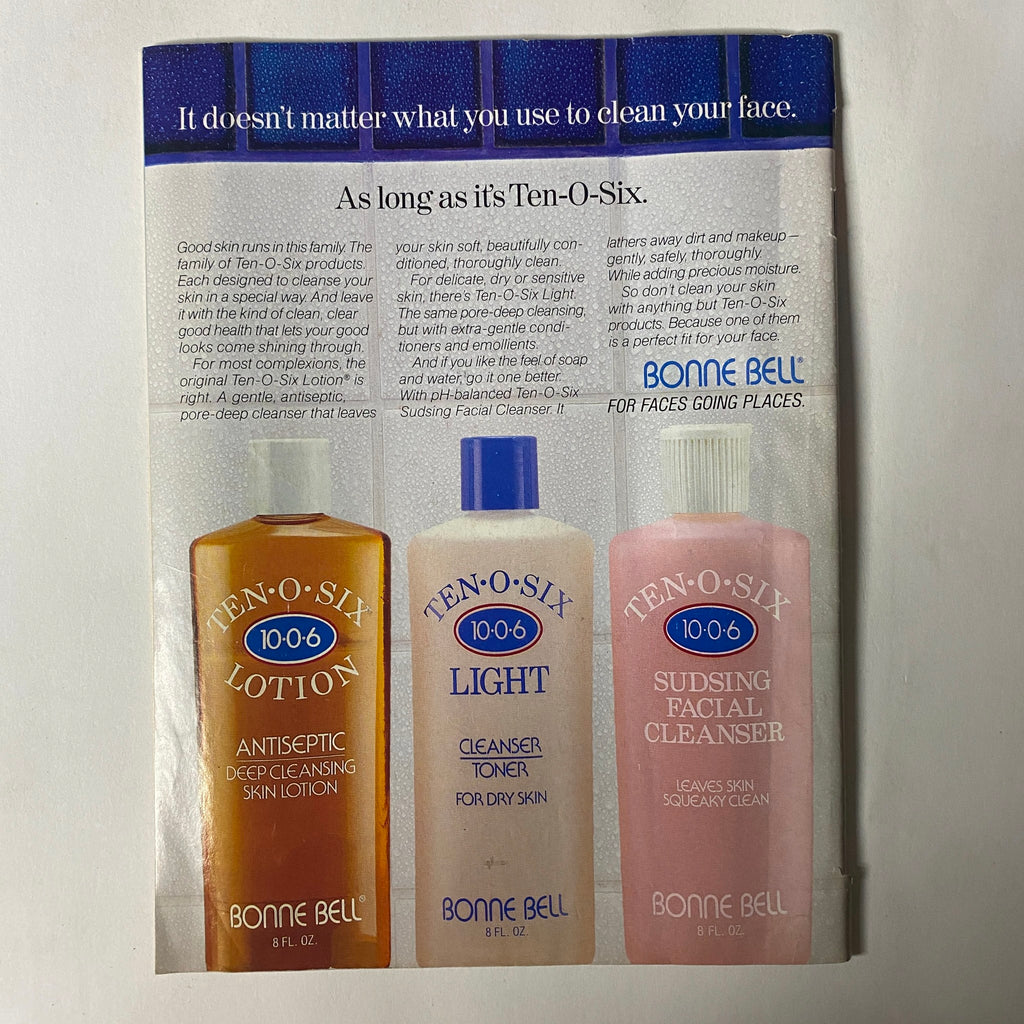 It doesn't matter what you use to clean your face.
As long as it's Ten-O-Six.
Good skin runs in this family. The
family of Ten-O-Six products.
Each designed to cleanse your
skin in a special way. And leave
it with the kind of clean, clear
good health that lets your good
looks come shining through.
For most complexions, the
original Ten-O-Six Lotion® is
right. A gentle, antiseptic,
pore-deep cleanser that leaves
your skin soft, beautifully con-
ditioned, thoroughly clean.
For delicate, dry or sensitive
skin, there's Ten-O-Six Light.
The same pore-deep cleansing,
but with extra-gentle condi-
tioners and emollients.
And if you like the feel of soap
and water, go it one better.
With pH-balanced Ten-O-Six
Sudsing Facial Cleanser. It
lathers away dirt and makeup—
gently, safely, thoroughly.
While adding precious moisture.
So don't clean your skin
with anything but Ten-O-Six
products. Because one of them
is a perfect fit for your face.
BONNE BELL®
FOR FACES GOING PLACES.
TEN•O•SIX
10•0•6
LOTION
ANTISEPTIC
DEEP CLEANSING
SKIN LOTION
BONNE BELL®
8 FL. OZ.
TEN•O•SIX
10•0•6
LIGHT
CLEANSER
TONER
FOR DRY SKIN
BONNE BELL
8 FL. OZ.
TEN•O•SIX
10•0•6
SUDSING
FACIAL
CLEANSER
LEAVES SKIN
SQUEAKY CLEAN
BONNE BELL
8 FL. OZ.